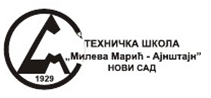 ТЕХНИЧКА ШКОЛА
„Милева Марић - Ајнштајн”
НОВИ САД
1929